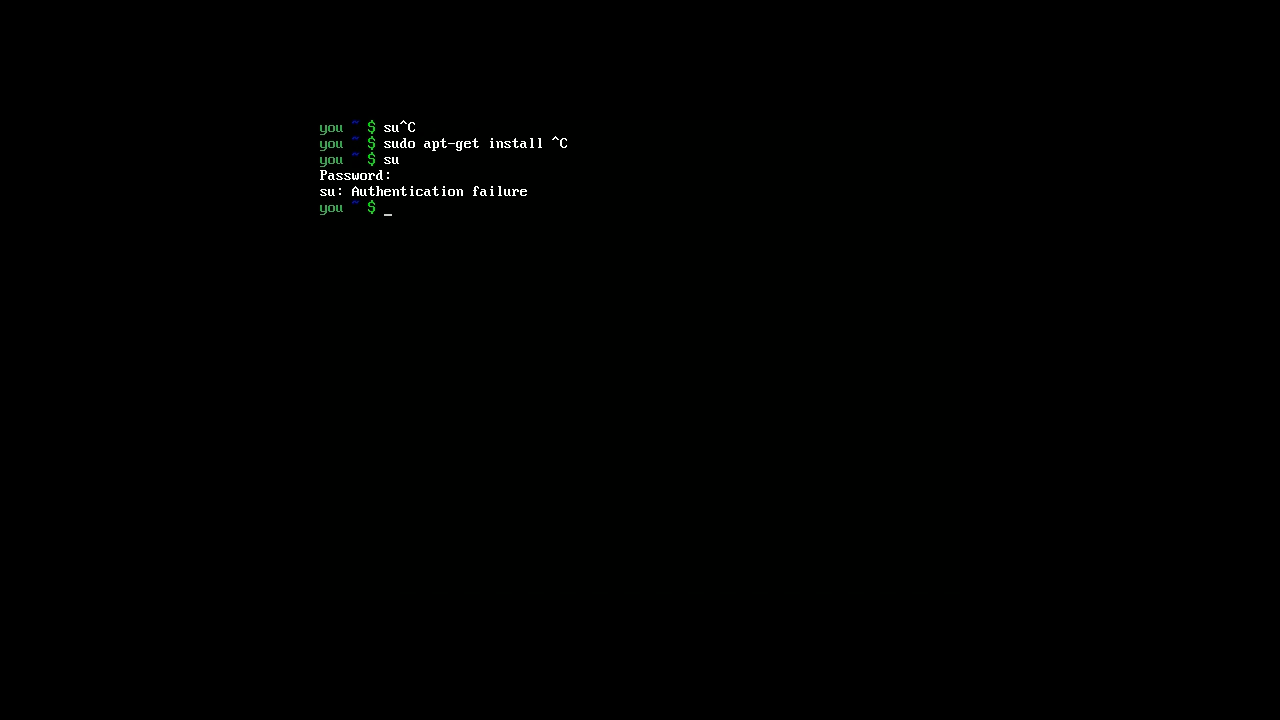 you ~ $ su^C
you ~ $ sudo apt-get install ^C
you ~ $ su
Password:
su: Authentication failure
you ~ $ _